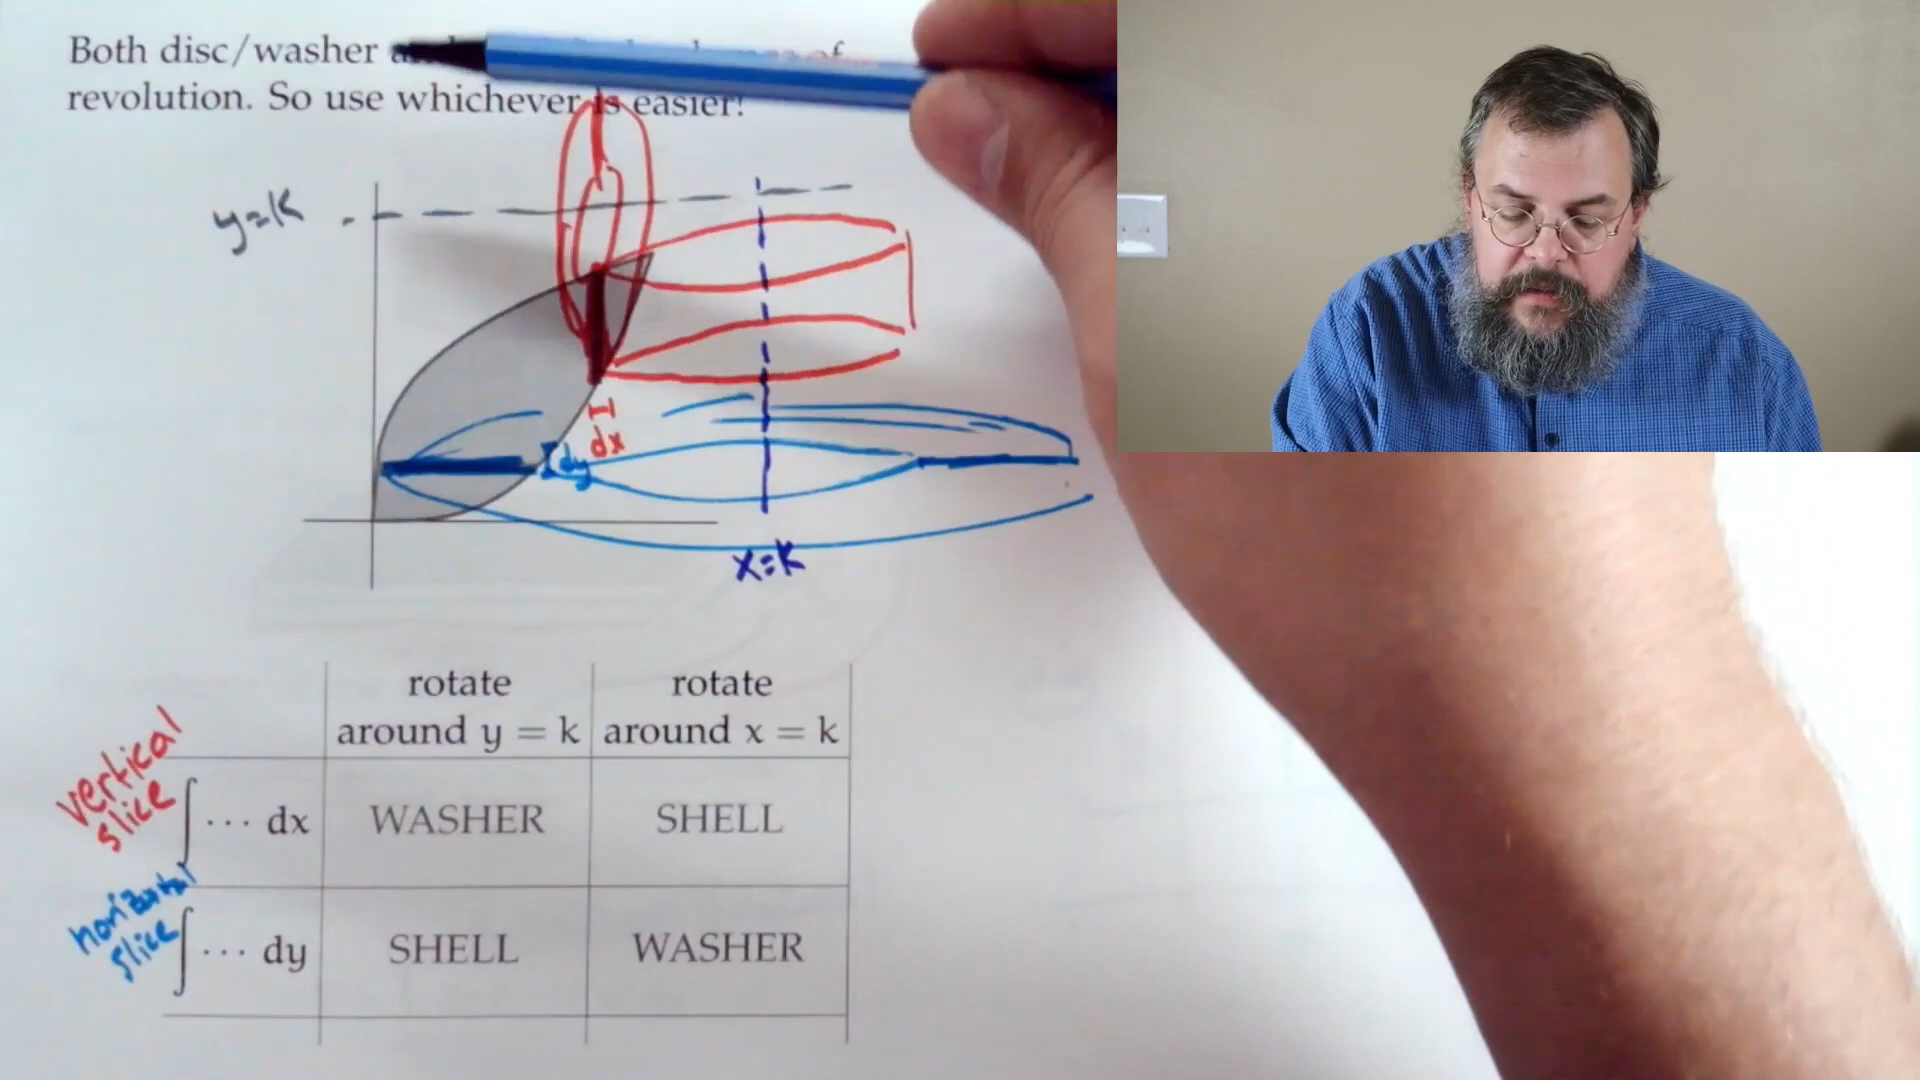 Both disc/washer of
revolution. So use whichever is easier!
y=k
I
dx
I dy
x=k
rotate
around y = k
rotate
around x = k
vertical
slice
∫ ··· dx
WASHER
SHELL
horizontal
slice
∫ ··· dy
SHELL
WASHER